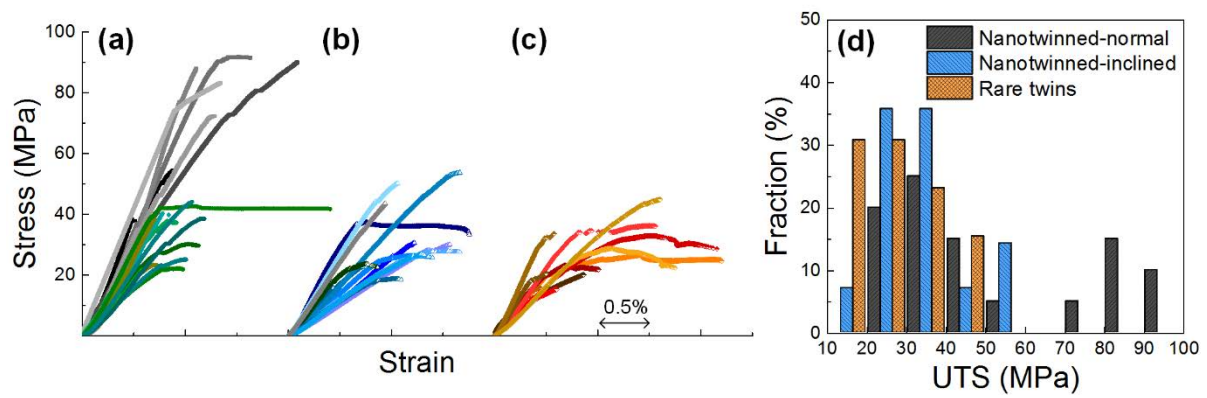 (a)
(b)
(c)
Stress (MPa)
100
80
60
40
20
0.5%
Strain
(d)
Nanotwinned-normal
Nanotwinned-inclined
Rare twins
Fraction (%)
50
40
30
20
10
0
10 20 30 40 50 60 70 80 90 100
UTS (MPa)